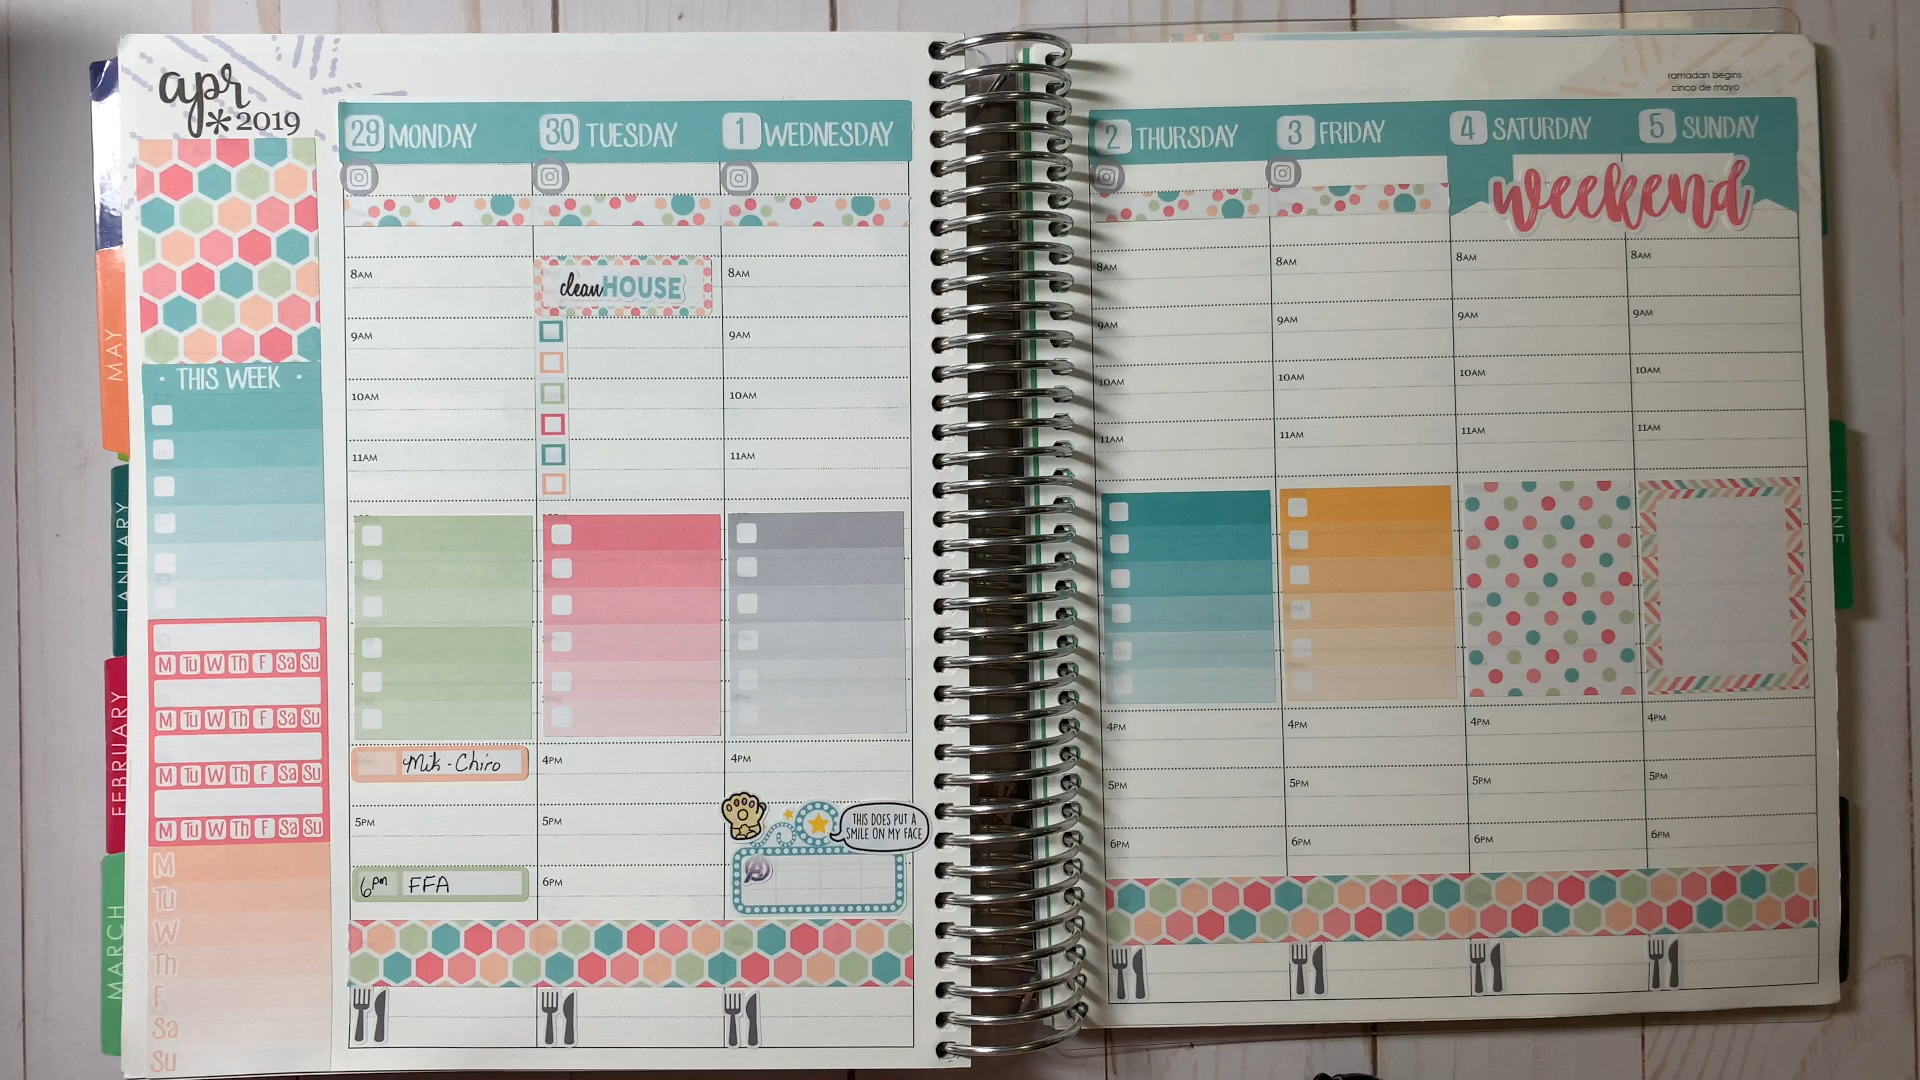 apr
*2019
ramadan begins
cinco de mayo
29 MONDAY 30 TUESDAY 1 WEDNESDAY
2 THURSDAY 3 FRIDAY 4 SATURDAY 5 SUNDAY
weekend
8AM
clean HOUSE
8AM
8AM 8AM 8AM 8AM
9AM 9AM
9AM 9AM 9AM 9AM
10AM 10AM
10AM 10AM 10AM 10AM
11AM 11AM
11AM 11AM 11AM 11AM
· THIS WEEK ·
M Tu W Th F Sa Su
M Tu W Th F Sa Su
M Tu W Th F Sa Su
M Tu W Th F Sa Su
M
Tu
W
Th
F
Sa
Su
Mik - Chiro
4PM 4PM
4PM 4PM 4PM 4PM
5PM 5PM
THIS DOES PUT A
SMILE ON MY FACE
5PM 5PM 5PM 5PM
6pm FFA
6PM
6PM 6PM 6PM 6PM
MAY
JANUARY
FEBRUARY
MARCH
JUNE